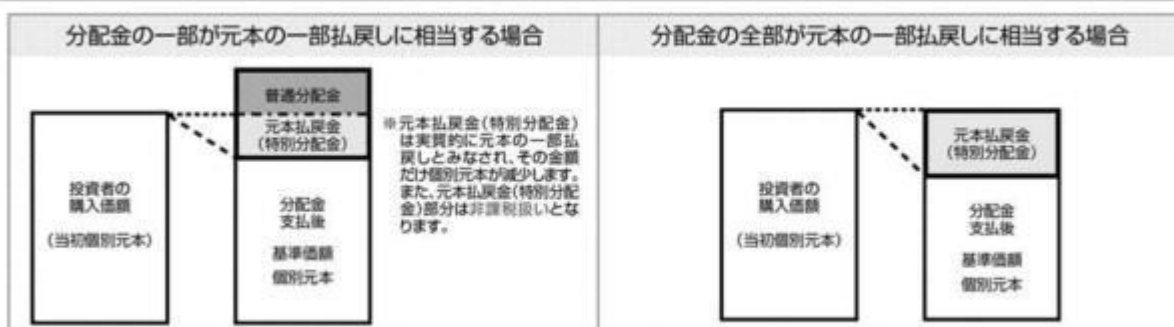 分配金の一部が元本の一部払戻しに相当する場合
普通分配金
元本払戻金
(特別分配金)
投資者の
購入価額
(当初個別元本)
分配金
支払後
基準価額
個別元本
※元本払戻金(特別分配金)
は実質的に元本の一部払
戻しとみなされ、その金額
だけ個別元本が減少します。
また、元本払戻金(特別分配
金)部分は非課税扱いとな
ります。
分配金の全部が元本の一部払戻しに相当する場合
投資者の
購入価額
(当初個別元本)
元本払戻金
(特別分配金)
分配金
支払後
基準価額
個別元本